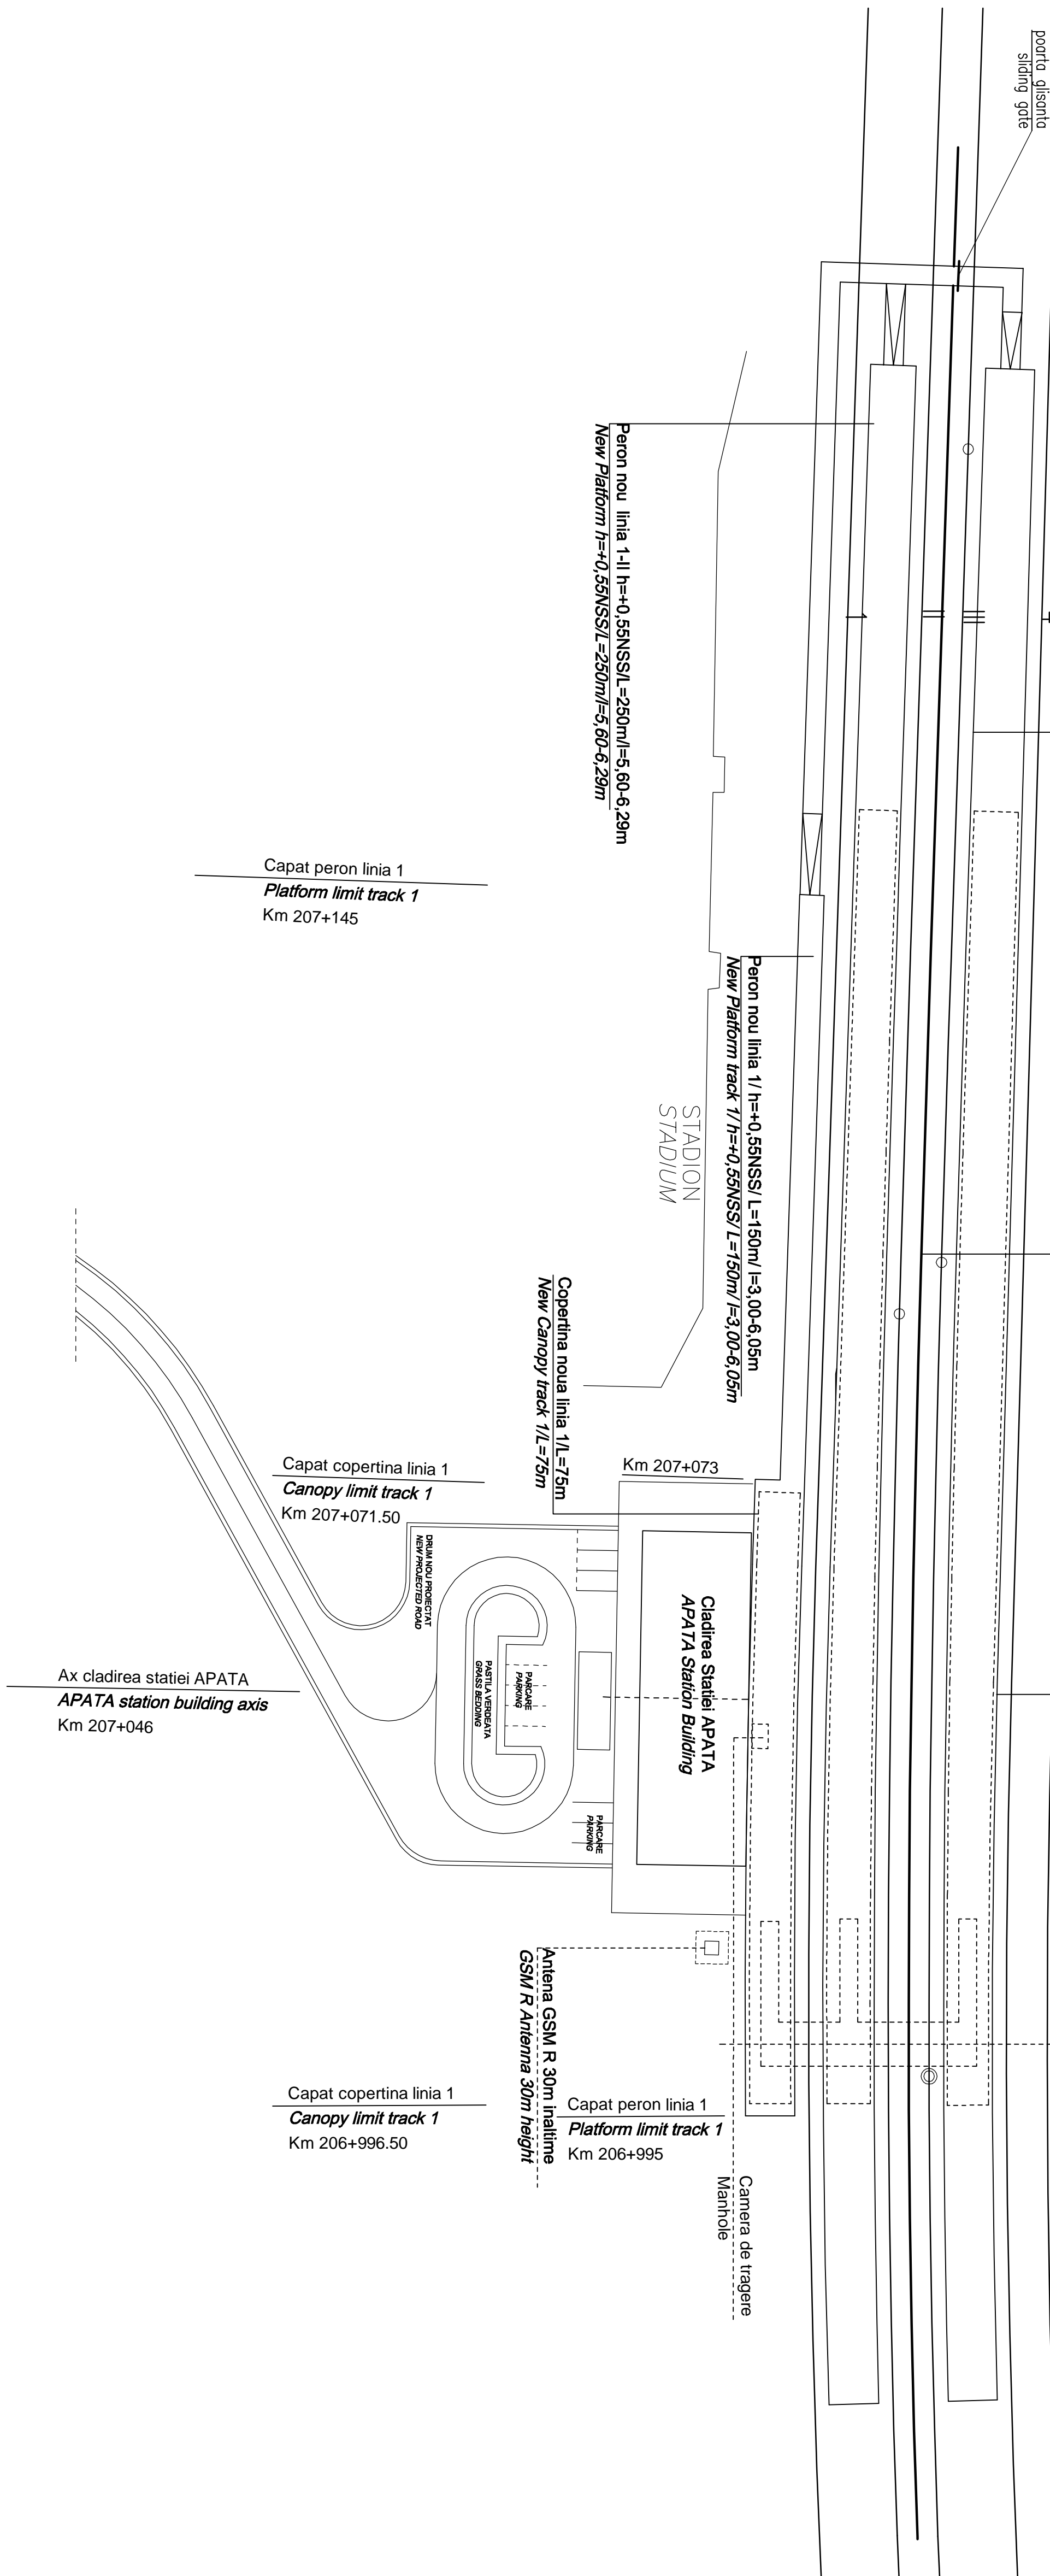 poarta glisanta
sliding gate
Peron nou linia 1-II h=+0,55NSS/L=250m/l=5,60-6,29m
New Platform h=+0,55NSS/L=250m/l=5,60-6,29m
1
II
III
Capat peron linia 1
Platform limit track 1
Km 207+145
Peron nou linia 1/ h=+0,55NSS/ L=150m/ l=3,00-6,05m
New Platform track 1/ h=+0,55NSS/ L=150m/ l=3,00-6,05m
STADION
STADIUM
Copertina noua linia 1/L=75m
New Canopy track 1/L=75m
Km 207+073
Capat copertina linia 1
Canopy limit track 1
Km 207+071.50
DRUM NOU PROIECTAT
NEW PROJECTED ROAD
Cladirea Statiei APATA
APATA Station Building
PARCARE
PARKING
PASTILA VERDEATA
GRASS BEDDING
Ax cladirea statiei APATA
APATA station building axis
Km 207+046
PARCARE
PARKING
Antena GSM R 30m inaltime
GSM R Antenna 30m height
Capat copertina linia 1
Canopy limit track 1
Km 206+996.50
Capat peron linia 1
Platform limit track 1
Km 206+995
Camera de tragere
Manhole